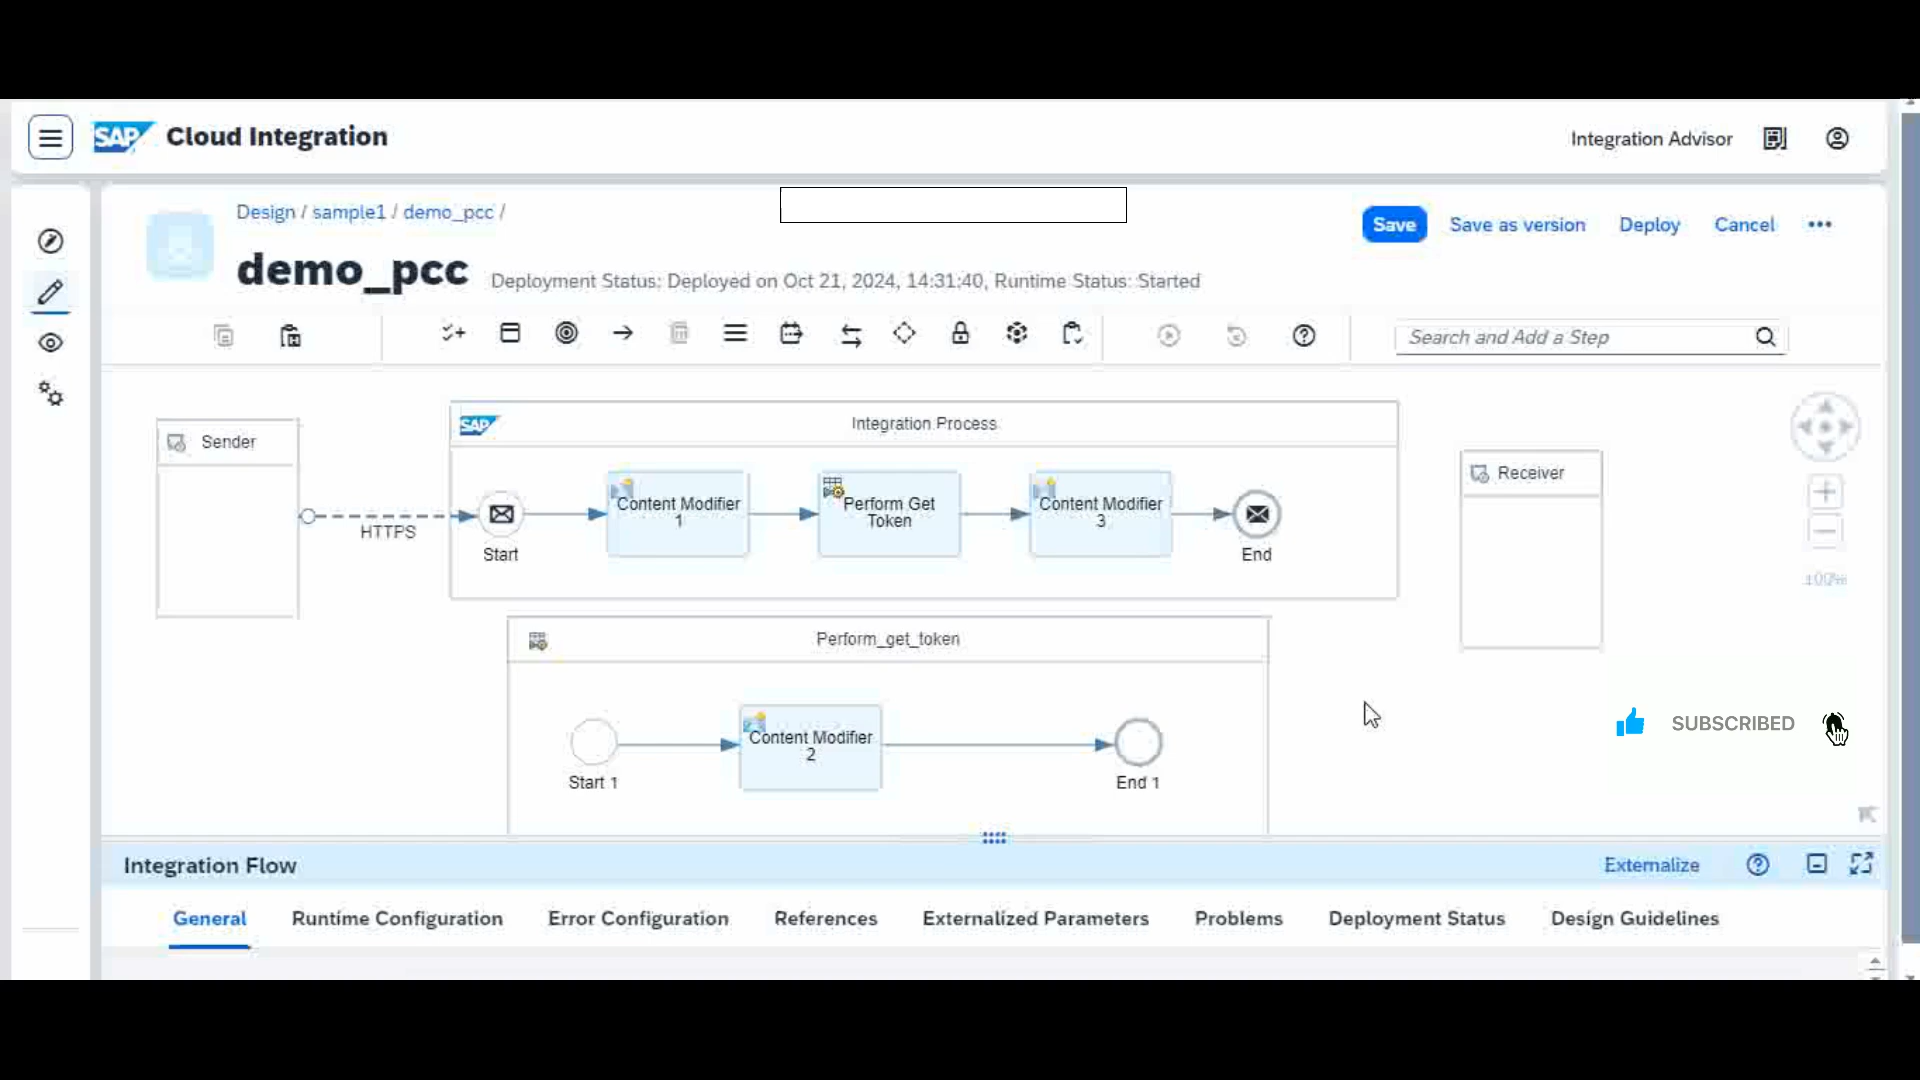 SAP Cloud Integration
Integration Advisor
Design / sample1 / demo_pcc /
Save Save as version Deploy Cancel
demo_pcc Deployment Status: Deployed on Oct 21, 2024, 14:31:40, Runtime Status: Started
Search and Add a Step
Sender
SAP Integration Process
Receiver
HTTPS
Start
Content Modifier
1
Perform Get
Token
Content Modifier
3
End
100%
Perform_get_token
Start 1
Content Modifier
2
End 1
SUBSCRIBED
Integration Flow
Externalize
General Runtime Configuration Error Configuration References Externalized Parameters Problems Deployment Status Design Guidelines